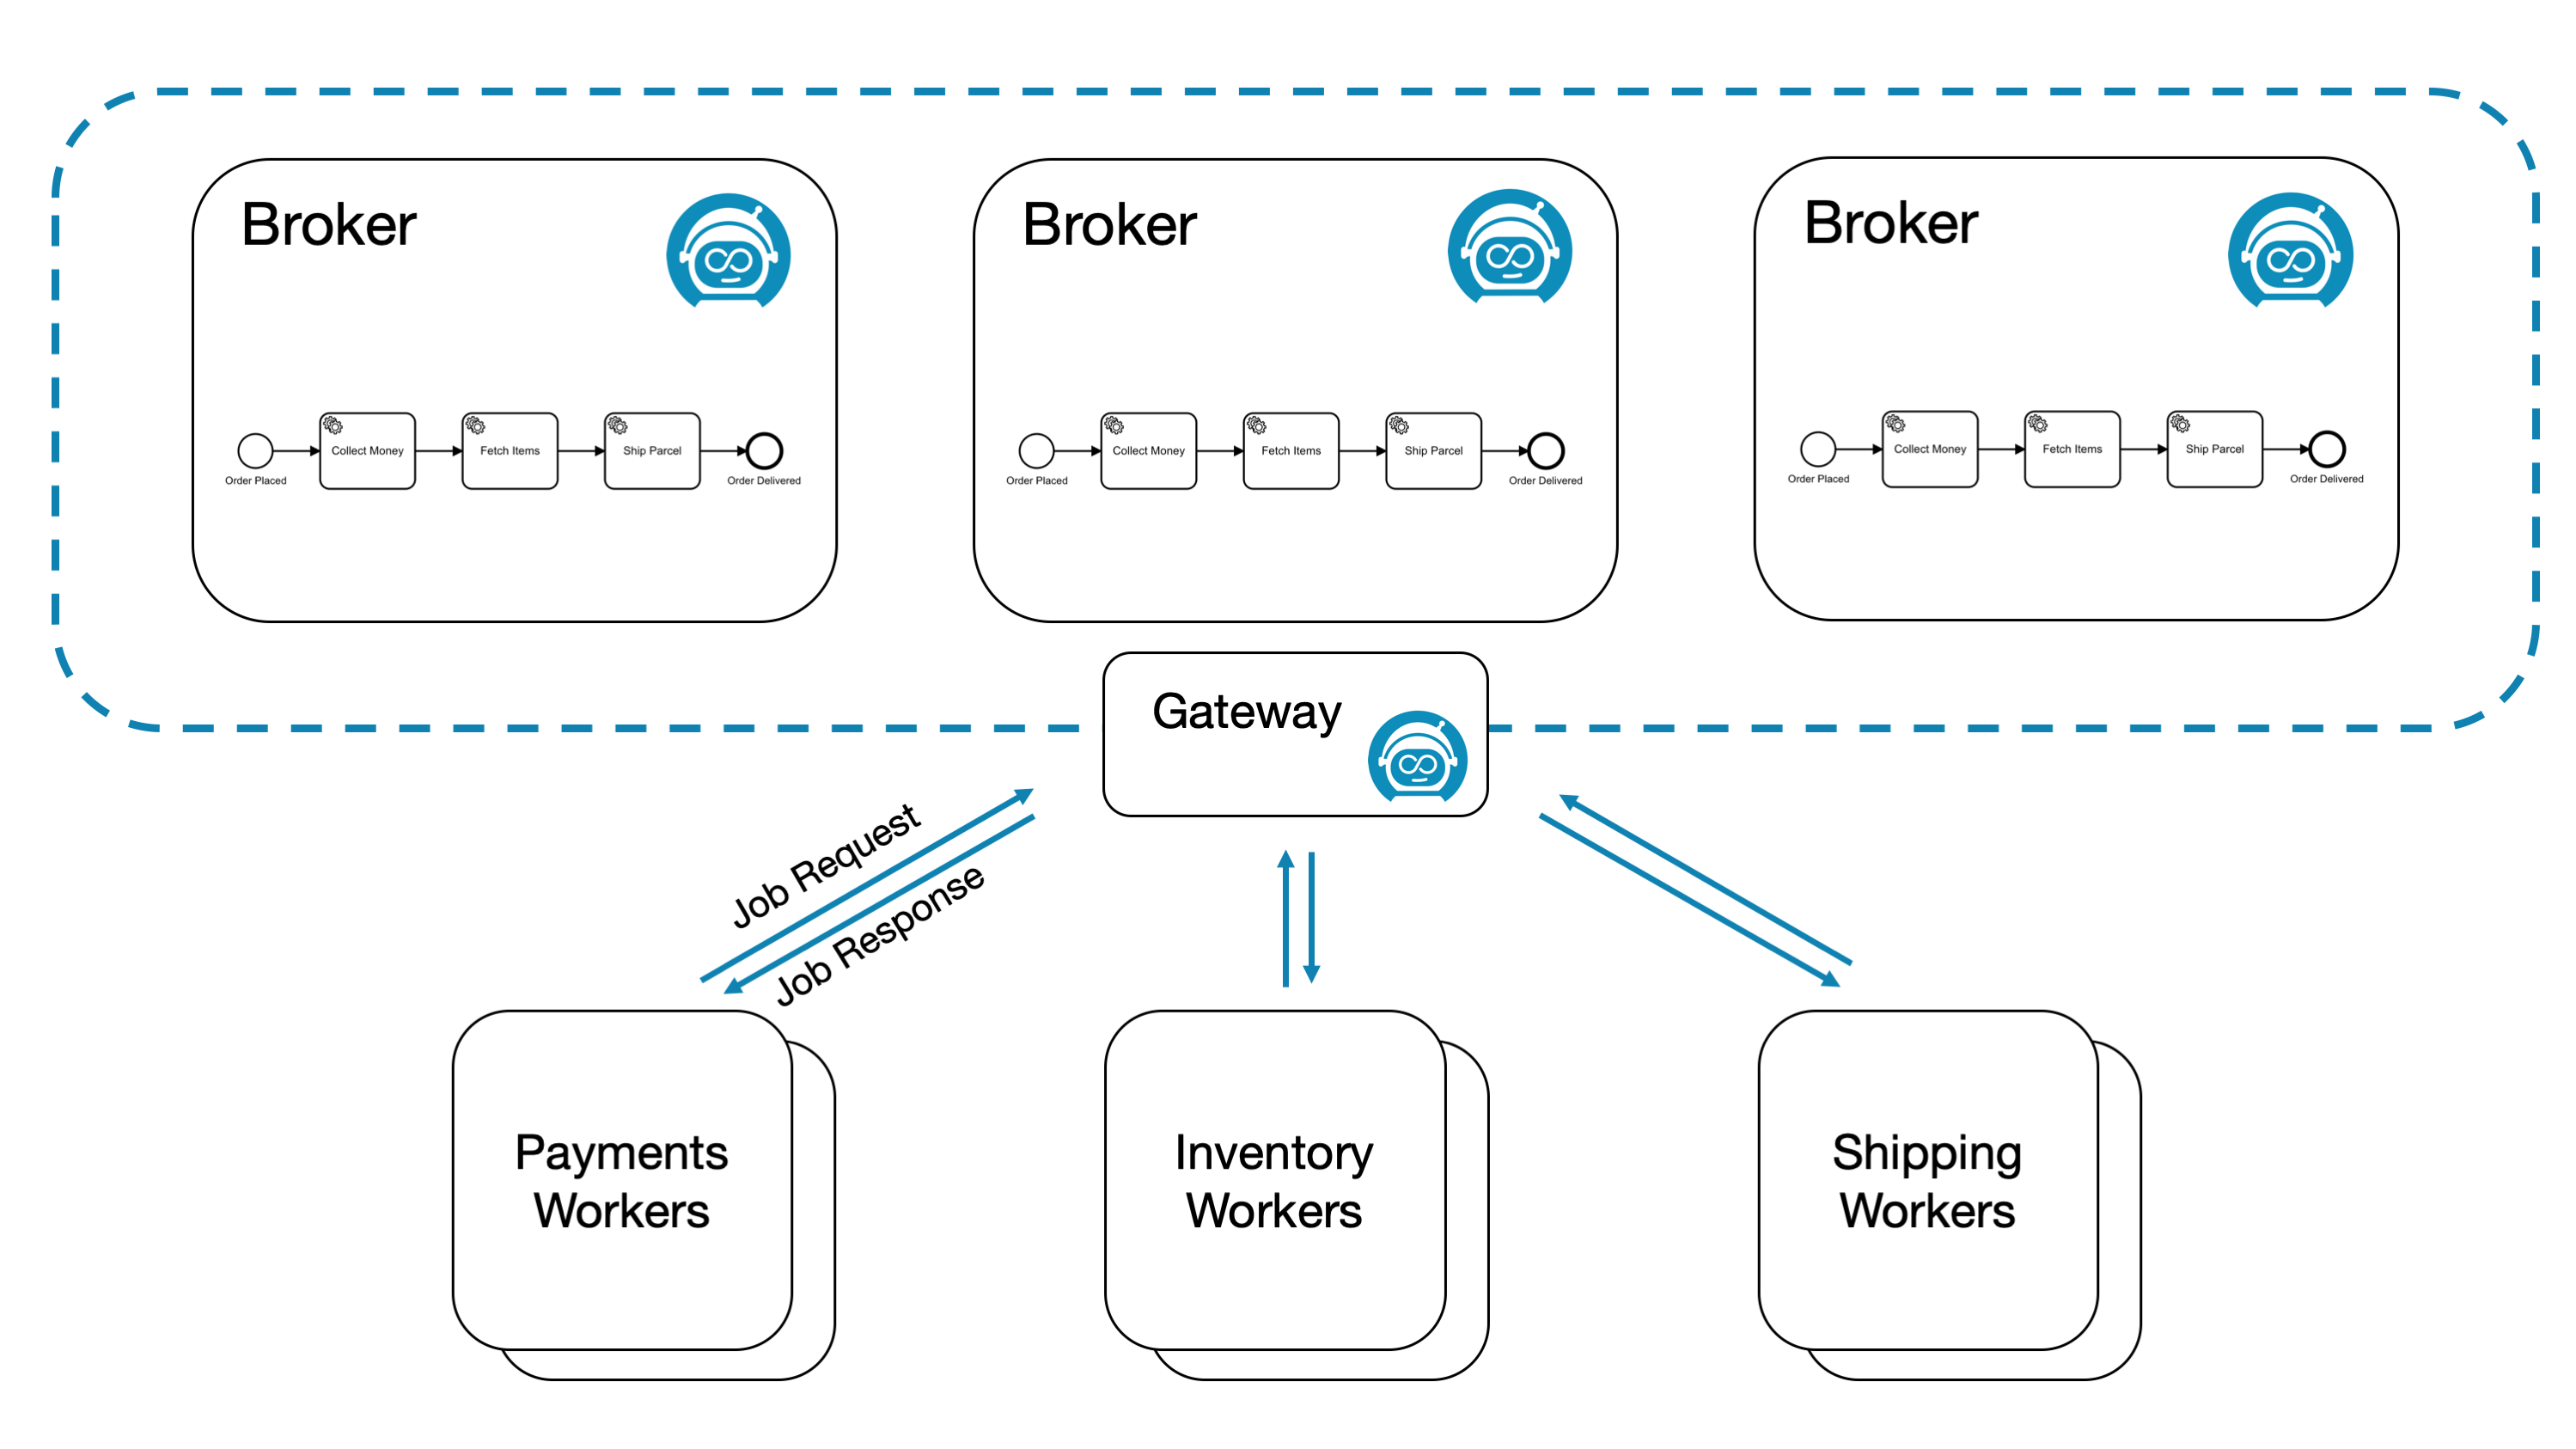 Broker
Broker
Broker
Collect Money
Fetch Items
Ship Parcel
Order Placed
Order Delivered
Collect Money
Fetch Items
Ship Parcel
Order Placed
Order Delivered
Collect Money
Fetch Items
Ship Parcel
Order Placed
Order Delivered
Gateway
Job Request
Job Response
Payments
Workers
Inventory
Workers
Shipping
Workers